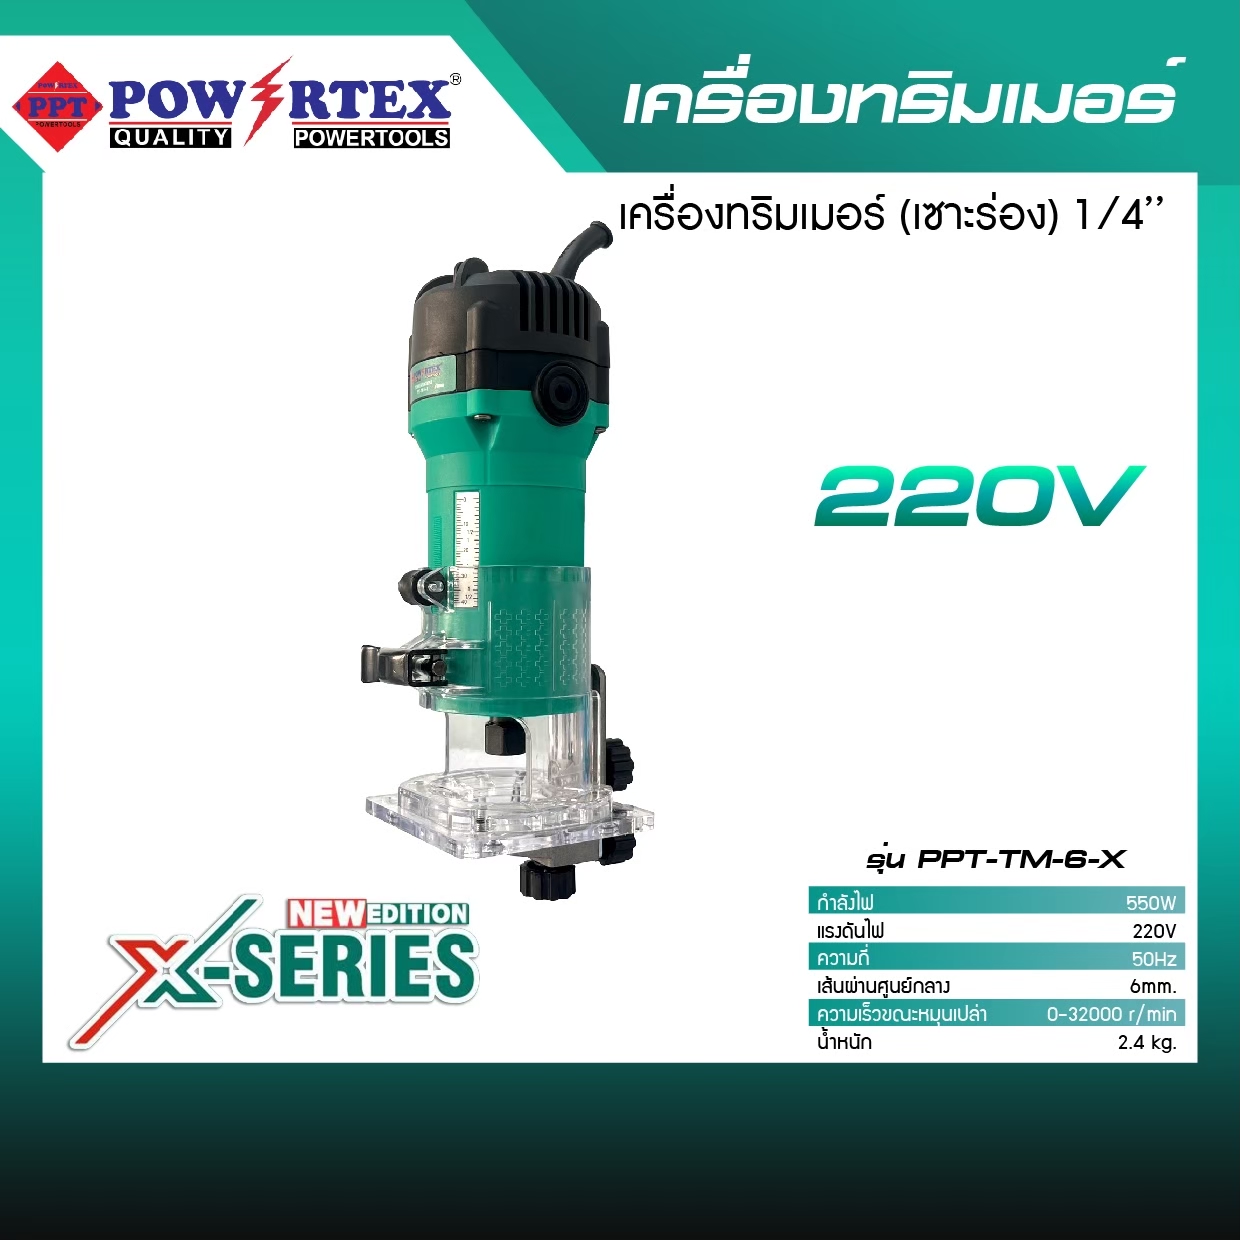 POWERTEX
PPT
POWERTOOLS
POWERTEX®
QUALITY POWERTOOLS
เครื่องทริมเมอร์
เครื่องทริมเมอร์ (เซาะร่อง) 1/4’’
220V
NEW EDITION
X-SERIES
รุ่น PPT-TM-6-X
กำลังไฟ 550W
แรงดันไฟ 220V
ความถี่ 50Hz
เส้นผ่านศูนย์กลาง 6mm.
ความเร็วขณะหมุนเปล่า 0-32000 r/min
น้ำหนัก 2.4 kg.